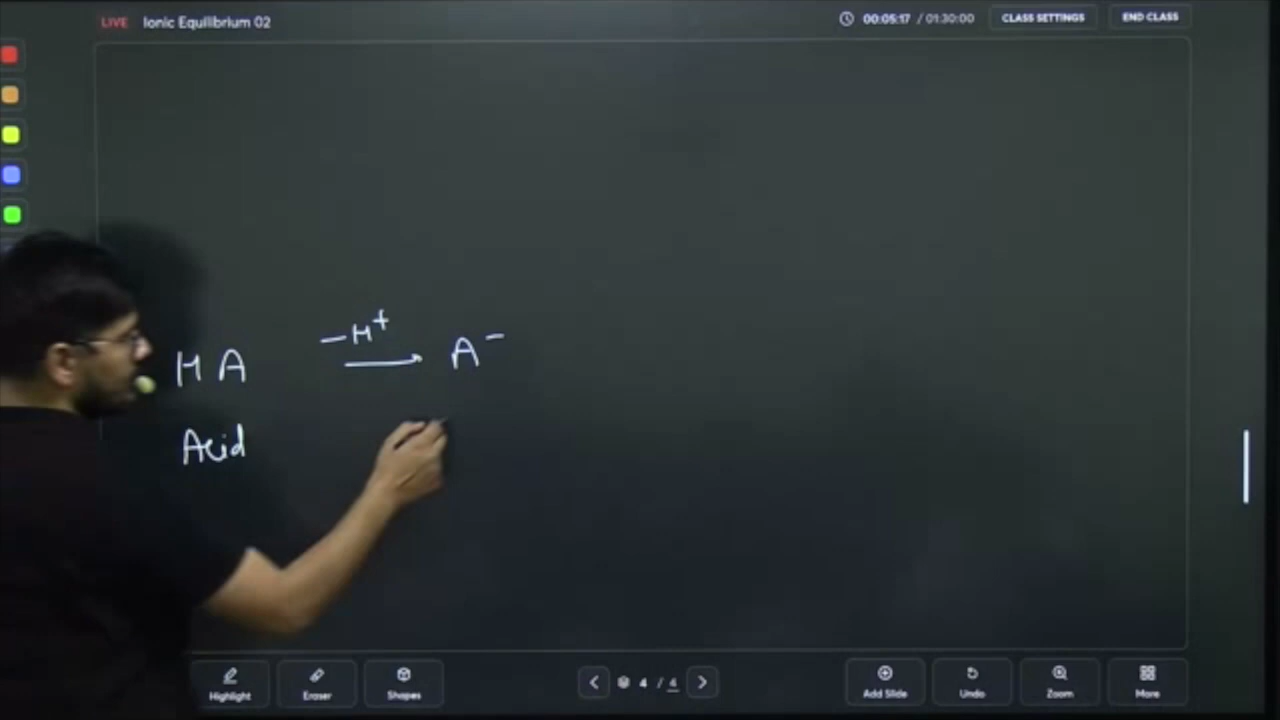 LIVE Ionic Equilibrium 02
00:05:17 / 01:30:00
CLASS SETTINGS
END CLASS
HA —H⁺ → A⁻
Acid
Highlight
Eraser
Shapes
4 / 4
Add Slide
Undo
Zoom
More